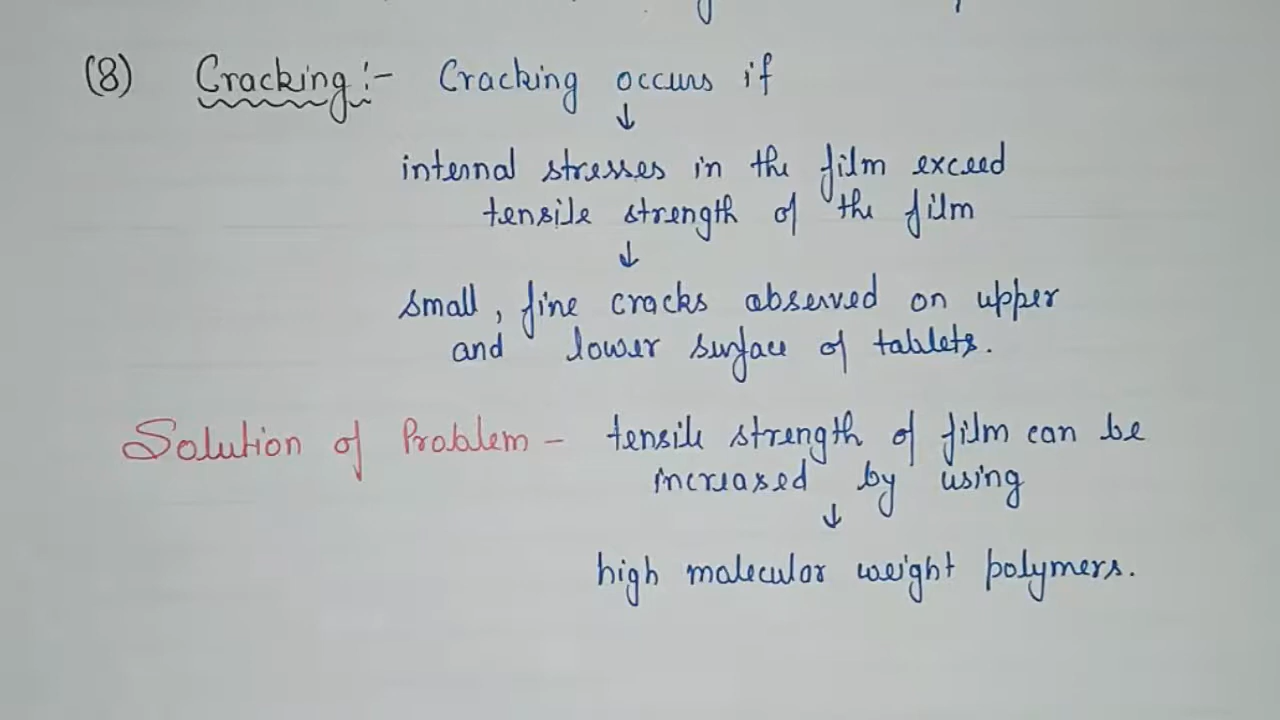 (8) Cracking :- Cracking occurs if
↓
internal stresses in the film exceed
tensile strength of the film
↓
small, fine cracks observed on upper
and lower surface of tablets.
Solution of Problem - tensile strength of film can be
increased by using
↓
high molecular weight polymers.